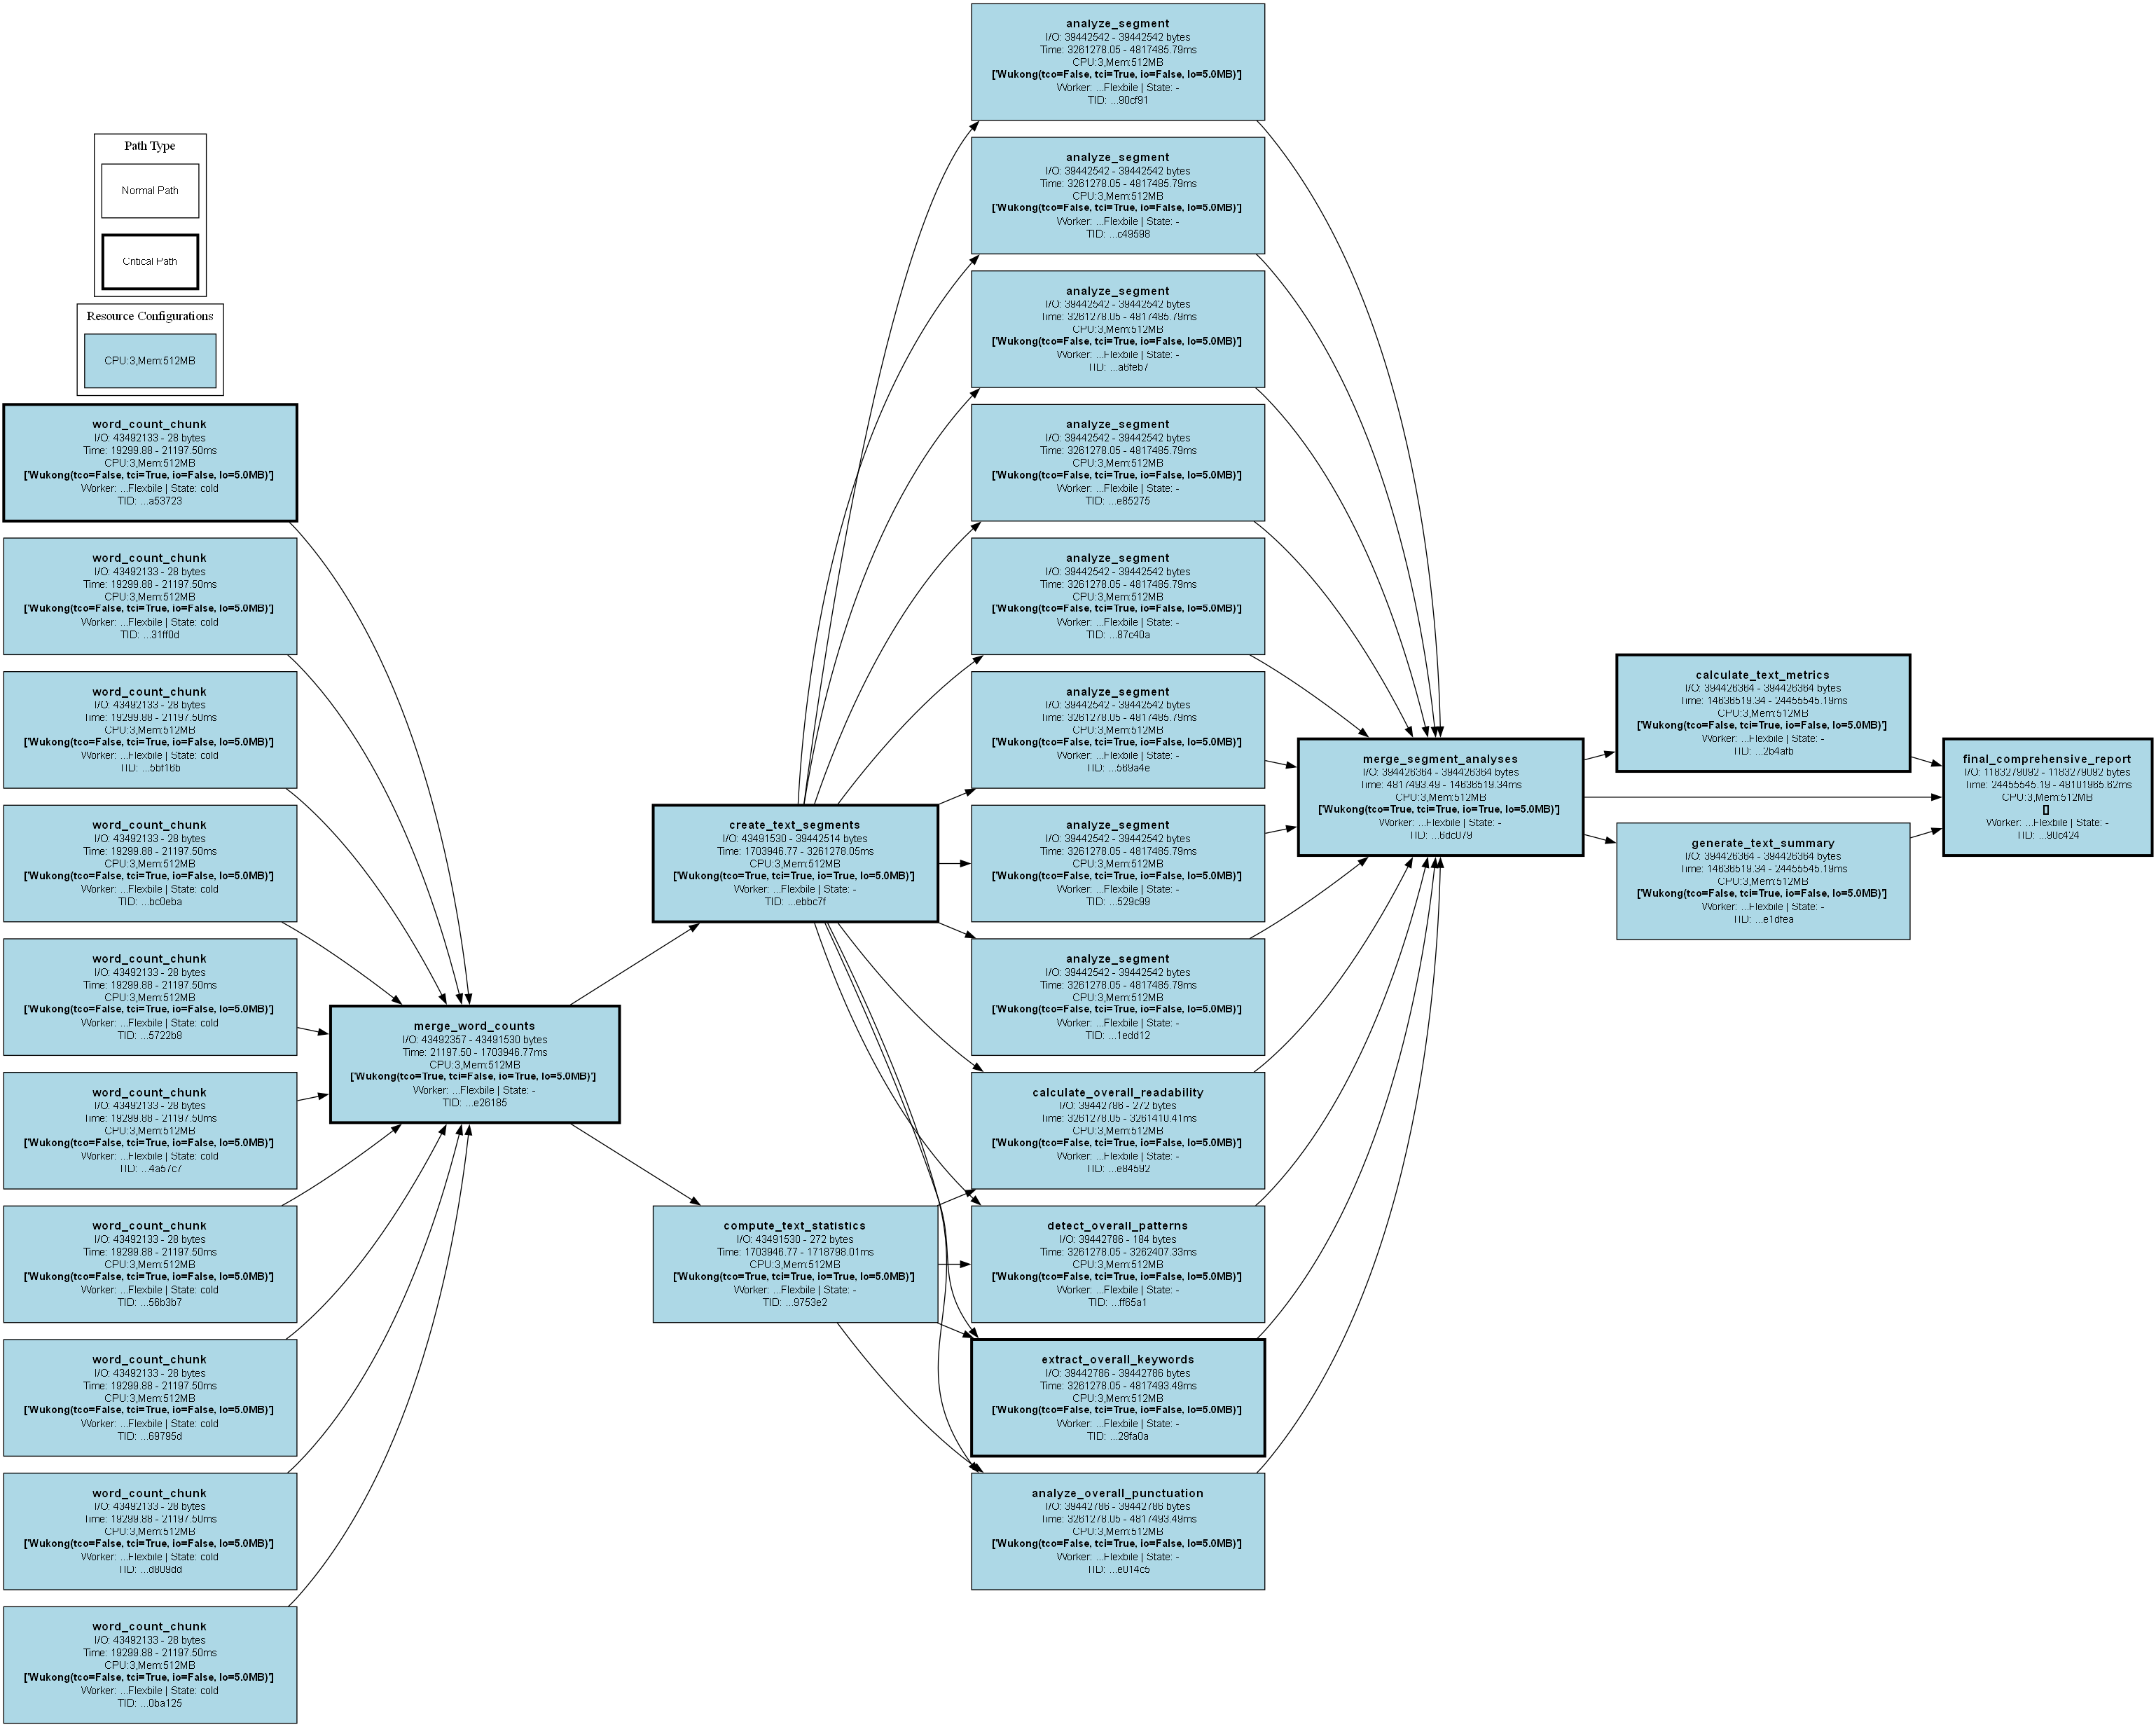 Path Type
Normal Path
Critical Path
Resource Configurations
CPU:3,Mem:512MB
word_count_chunk
I/O: 43492133 - 28 bytes
Time: 19299.88 - 21197.50ms
CPU:3,Mem:512MB
['Wukong(tco=False, tci=True, io=False, lo=5.0MB)']
Worker: ...Flexbile | State: cold
TID: ...a53723
word_count_chunk
I/O: 43492133 - 28 bytes
Time: 19299.88 - 21197.50ms
CPU:3,Mem:512MB
['Wukong(tco=False, tci=True, io=False, lo=5.0MB)']
Worker: ...Flexbile | State: cold
TID: ...31ff0d
word_count_chunk
I/O: 43492133 - 28 bytes
Time: 19299.88 - 21197.50ms
CPU:3,Mem:512MB
['Wukong(tco=False, tci=True, io=False, lo=5.0MB)']
Worker: ...Flexbile | State: cold
TID: ...5bf16b
word_count_chunk
I/O: 43492133 - 28 bytes
Time: 19299.88 - 21197.50ms
CPU:3,Mem:512MB
['Wukong(tco=False, tci=True, io=False, lo=5.0MB)']
Worker: ...Flexbile | State: cold
TID: ...bc0eba
word_count_chunk
I/O: 43492133 - 28 bytes
Time: 19299.88 - 21197.50ms
CPU:3,Mem:512MB
['Wukong(tco=False, tci=True, io=False, lo=5.0MB)']
Worker: ...Flexbile | State: cold
TID: ...5722b8
word_count_chunk
I/O: 43492133 - 28 bytes
Time: 19299.88 - 21197.50ms
CPU:3,Mem:512MB
['Wukong(tco=False, tci=True, io=False, lo=5.0MB)']
Worker: ...Flexbile | State: cold
TID: ...4a57c7
word_count_chunk
I/O: 43492133 - 28 bytes
Time: 19299.88 - 21197.50ms
CPU:3,Mem:512MB
['Wukong(tco=False, tci=True, io=False, lo=5.0MB)']
Worker: ...Flexbile | State: cold
TID: ...56b3b7
word_count_chunk
I/O: 43492133 - 28 bytes
Time: 19299.88 - 21197.50ms
CPU:3,Mem:512MB
['Wukong(tco=False, tci=True, io=False, lo=5.0MB)']
Worker: ...Flexbile | State: cold
TID: ...69795d
word_count_chunk
I/O: 43492133 - 28 bytes
Time: 19299.88 - 21197.50ms
CPU:3,Mem:512MB
['Wukong(tco=False, tci=True, io=False, lo=5.0MB)']
Worker: ...Flexbile | State: cold
TID: ...d809dd
word_count_chunk
I/O: 43492133 - 28 bytes
Time: 19299.88 - 21197.50ms
CPU:3,Mem:512MB
['Wukong(tco=False, tci=True, io=False, lo=5.0MB)']
Worker: ...Flexbile | State: cold
TID: ...0ba125
merge_word_counts
I/O: 43492357 - 43491530 bytes
Time: 21197.50 - 1703946.77ms
CPU:3,Mem:512MB
['Wukong(tco=True, tci=False, io=True, lo=5.0MB)']
Worker: ...Flexbile | State: -
TID: ...e26185
create_text_segments
I/O: 43491530 - 39442514 bytes
Time: 1703946.77 - 3261278.05ms
CPU:3,Mem:512MB
['Wukong(tco=True, tci=True, io=True, lo=5.0MB)']
Worker: ...Flexbile | State: -
TID: ...ebbc7f
compute_text_statistics
I/O: 43491530 - 272 bytes
Time: 1703946.77 - 1718798.01ms
CPU:3,Mem:512MB
['Wukong(tco=True, tci=True, io=True, lo=5.0MB)']
Worker: ...Flexbile | State: -
TID: ...9753e2
analyze_segment
I/O: 39442542 - 39442542 bytes
Time: 3261278.05 - 4817485.79ms
CPU:3,Mem:512MB
['Wukong(tco=False, tci=True, io=False, lo=5.0MB)']
Worker: ...Flexbile | State: -
TID: ...90cf91
analyze_segment
I/O: 39442542 - 39442542 bytes
Time: 3261278.05 - 4817485.79ms
CPU:3,Mem:512MB
['Wukong(tco=False, tci=True, io=False, lo=5.0MB)']
Worker: ...Flexbile | State: -
TID: ...c49598
analyze_segment
I/O: 39442542 - 39442542 bytes
Time: 3261278.05 - 4817485.79ms
CPU:3,Mem:512MB
['Wukong(tco=False, tci=True, io=False, lo=5.0MB)']
Worker: ...Flexbile | State: -
TID: ...a6feb7
analyze_segment
I/O: 39442542 - 39442542 bytes
Time: 3261278.05 - 4817485.79ms
CPU:3,Mem:512MB
['Wukong(tco=False, tci=True, io=False, lo=5.0MB)']
Worker: ...Flexbile | State: -
TID: ...e85275
analyze_segment
I/O: 39442542 - 39442542 bytes
Time: 3261278.05 - 4817485.79ms
CPU:3,Mem:512MB
['Wukong(tco=False, tci=True, io=False, lo=5.0MB)']
Worker: ...Flexbile | State: -
TID: ...87c40a
analyze_segment
I/O: 39442542 - 39442542 bytes
Time: 3261278.05 - 4817485.79ms
CPU:3,Mem:512MB
['Wukong(tco=False, tci=True, io=False, lo=5.0MB)']
Worker: ...Flexbile | State: -
TID: ...569a4e
analyze_segment
I/O: 39442542 - 39442542 bytes
Time: 3261278.05 - 4817485.79ms
CPU:3,Mem:512MB
['Wukong(tco=False, tci=True, io=False, lo=5.0MB)']
Worker: ...Flexbile | State: -
TID: ...529c99
analyze_segment
I/O: 39442542 - 39442542 bytes
Time: 3261278.05 - 4817485.79ms
CPU:3,Mem:512MB
['Wukong(tco=False, tci=True, io=False, lo=5.0MB)']
Worker: ...Flexbile | State: -
TID: ...1edd12
calculate_overall_readability
I/O: 39442786 - 272 bytes
Time: 3261278.05 - 3261410.41ms
CPU:3,Mem:512MB
['Wukong(tco=False, tci=True, io=False, lo=5.0MB)']
Worker: ...Flexbile | State: -
TID: ...e84592
detect_overall_patterns
I/O: 39442786 - 184 bytes
Time: 3261278.05 - 3262407.33ms
CPU:3,Mem:512MB
['Wukong(tco=False, tci=True, io=False, lo=5.0MB)']
Worker: ...Flexbile | State: -
TID: ...ff65a1
extract_overall_keywords
I/O: 39442786 - 39442786 bytes
Time: 3261278.05 - 4817493.49ms
CPU:3,Mem:512MB
['Wukong(tco=False, tci=True, io=False, lo=5.0MB)']
Worker: ...Flexbile | State: -
TID: ...29fa0a
analyze_overall_punctuation
I/O: 39442786 - 39442786 bytes
Time: 3261278.05 - 4817493.49ms
CPU:3,Mem:512MB
['Wukong(tco=False, tci=True, io=False, lo=5.0MB)']
Worker: ...Flexbile | State: -
TID: ...e014c5
merge_segment_analyses
I/O: 394426364 - 394426364 bytes
Time: 4817493.49 - 14636519.34ms
CPU:3,Mem:512MB
['Wukong(tco=True, tci=True, io=True, lo=5.0MB)']
Worker: ...Flexbile | State: -
TID: ...6dc079
calculate_text_metrics
I/O: 394426364 - 394426364 bytes
Time: 14636519.34 - 24455545.19ms
CPU:3,Mem:512MB
['Wukong(tco=False, tci=True, io=False, lo=5.0MB)']
Worker: ...Flexbile | State: -
TID: ...2b4afb
generate_text_summary
I/O: 394426364 - 394426364 bytes
Time: 14636519.34 - 24455545.19ms
CPU:3,Mem:512MB
['Wukong(tco=False, tci=True, io=False, lo=5.0MB)']
Worker: ...Flexbile | State: -
TID: ...e1dfea
final_comprehensive_report
I/O: 1183279092 - 1183279092 bytes
Time: 24455545.19 - 48101965.62ms
CPU:3,Mem:512MB
[]
Worker: ...Flexbile | State: -
TID: ...90c424